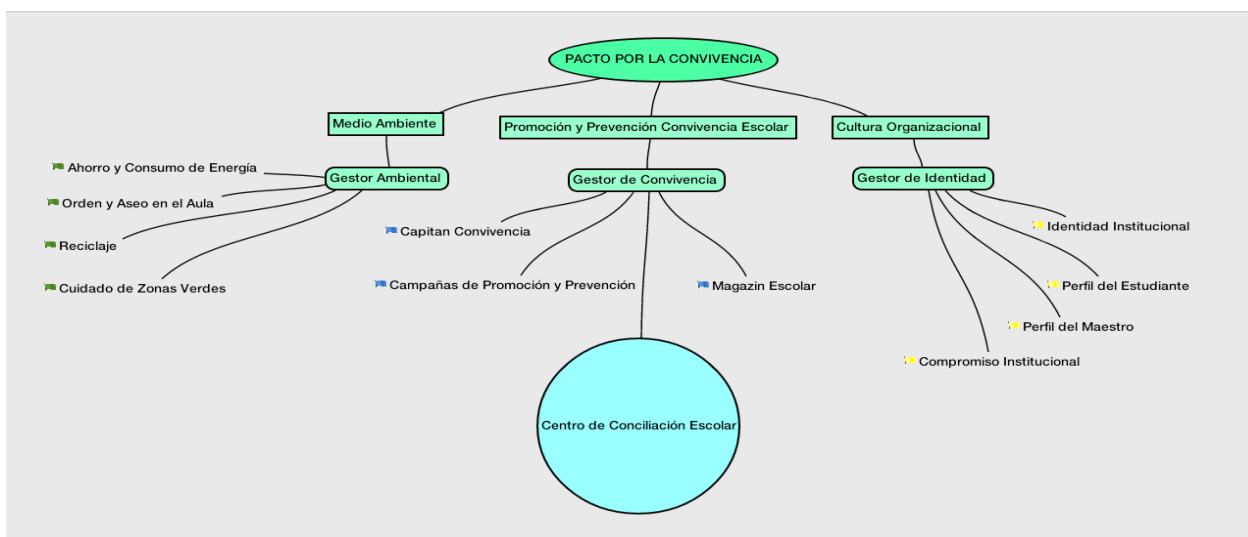 PACTO POR LA CONVIVENCIA
Medio Ambiente
Promoción y Prevención Convivencia Escolar
Cultura Organizacional
Gestor Ambiental
Gestor de Convivencia
Gestor de Identidad
Ahorro y Consumo de Energía
Orden y Aseo en el Aula
Reciclaje
Cuidado de Zonas Verdes
Capitan Convivencia
Campañas de Promoción y Prevención
Magazin Escolar
Centro de Conciliación Escolar
Identidad Institucional
Perfil del Estudiante
Perfil del Maestro
Compromiso Institucional